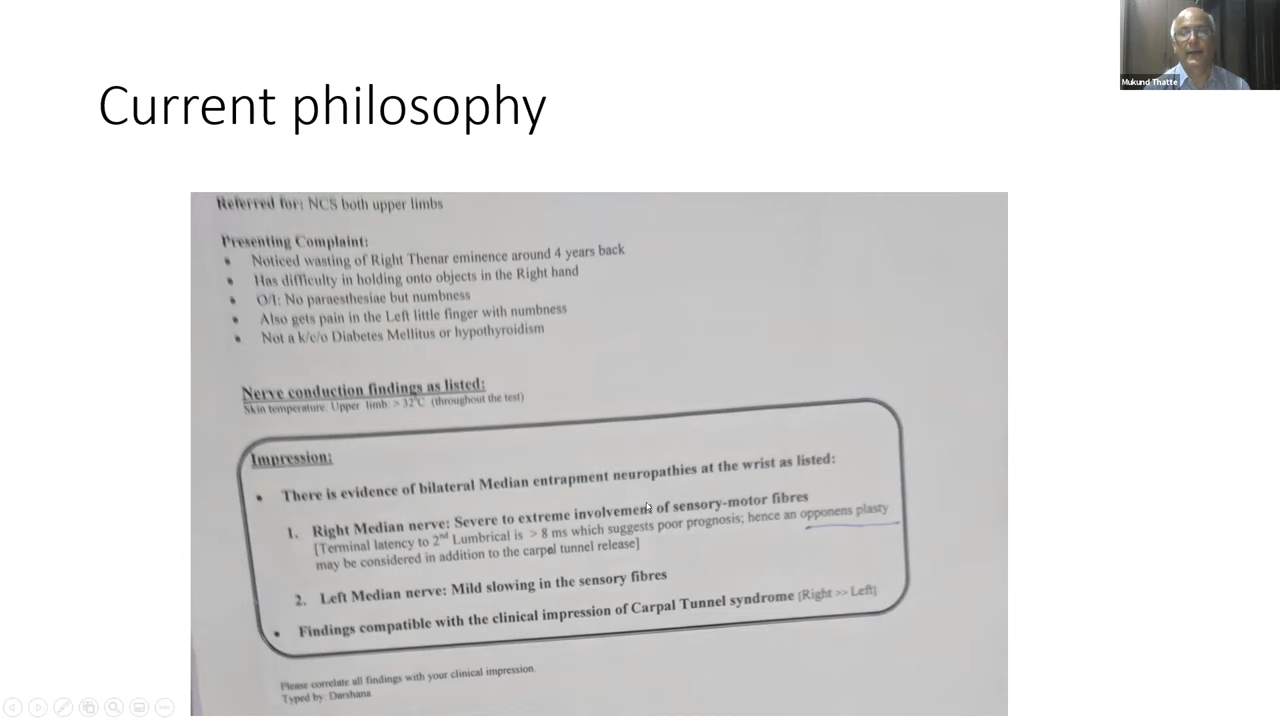 Mukund Thatte
Current philosophy
Referred for: NCS both upper limbs
Presenting Complaint:
• Noticed wasting of Right Thenar eminence around 4 years back
• Has difficulty in holding onto objects in the Right hand
• O/I: No paraesthesiae but numbness
• Also gets pain in the Left little finger with numbness
• Not a k/c/o Diabetes Mellitus or hypothyroidism
Nerve conduction findings as listed:
Skin temperature: Upper limb: > 32°C (throughout the test)
Impression:
• There is evidence of bilateral Median entrapment neuropathies at the wrist as listed:
1. Right Median nerve: Severe to extreme involvement of sensory-motor fibres
[Terminal latency to 2nd Lumbrical is > 8 ms which suggests poor prognosis; hence an opponens plasty
may be considered in addition to the carpal tunnel release]
2. Left Median nerve: Mild slowing in the sensory fibres
• Findings compatible with the clinical impression of Carpal Tunnel syndrome [Right >> Left]
Please correlate all findings with your clinical impression.
Typed by: Darshana